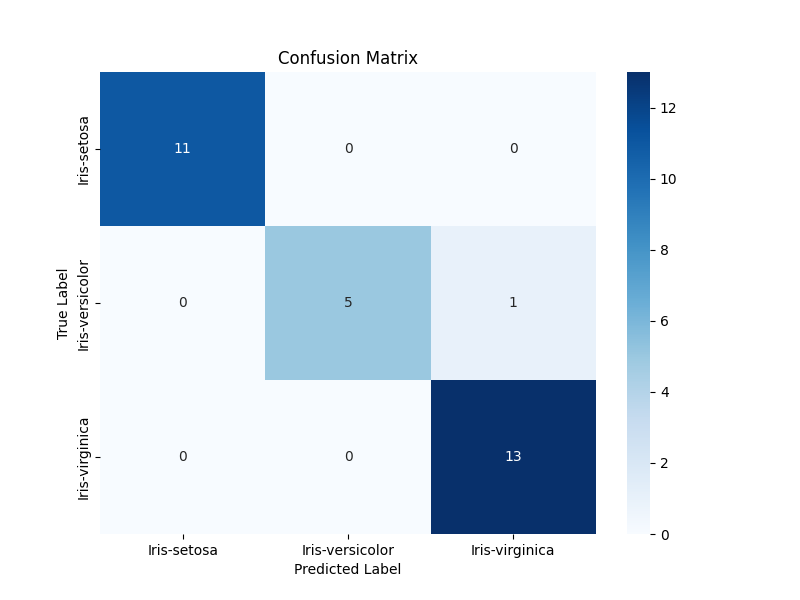 Confusion Matrix
True Label
Iris-setosa
11 0 0
Iris-versicolor
0 5 1
Iris-virginica
0 0 13
Iris-setosa Iris-versicolor Iris-virginica
Predicted Label
12
10
8
6
4
2
0